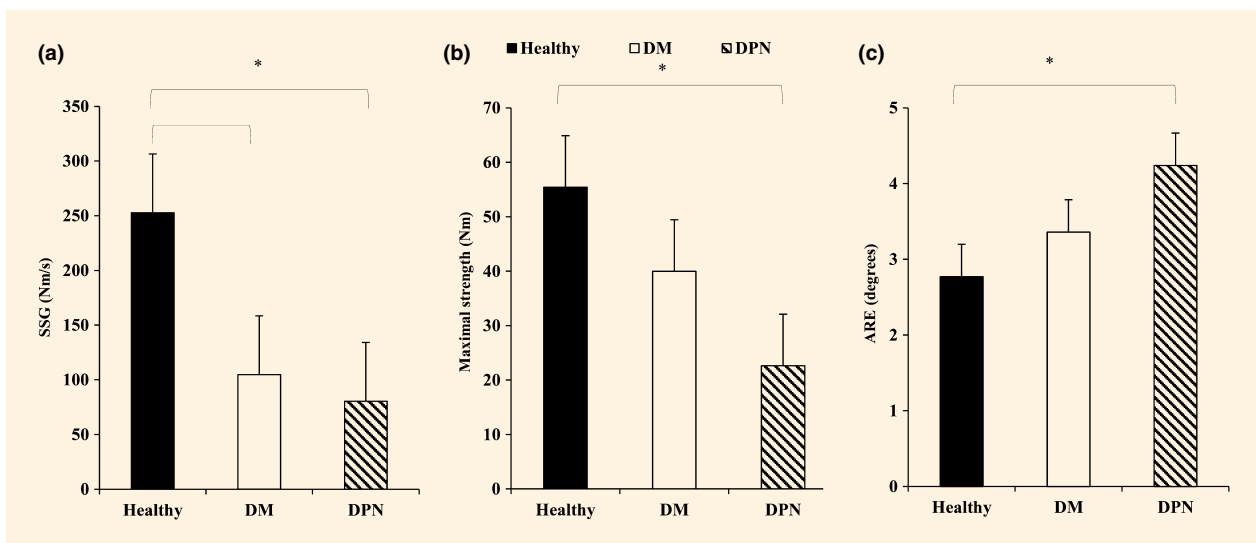 (a)
*
350
300
250
200
150
100
50
0
SSG (Nm/s)
Healthy DM DPN
(b)
Healthy DM DPN
*
70
60
50
40
30
20
10
0
Maximal strength (Nm)
Healthy DM DPN
(c)
*
5
4
3
2
1
0
ARE (degrees)
Healthy DM DPN